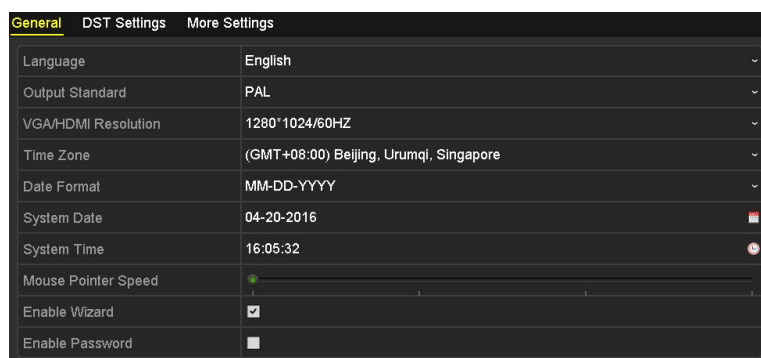 General DST Settings More Settings
Language English
Output Standard PAL
VGA/HDMI Resolution 1280*1024/60HZ
Time Zone (GMT+08:00) Beijing, Urumqi, Singapore
Date Format MM-DD-YYYY
System Date 04-20-2016
System Time 16:05:32
Mouse Pointer Speed
Enable Wizard
Enable Password